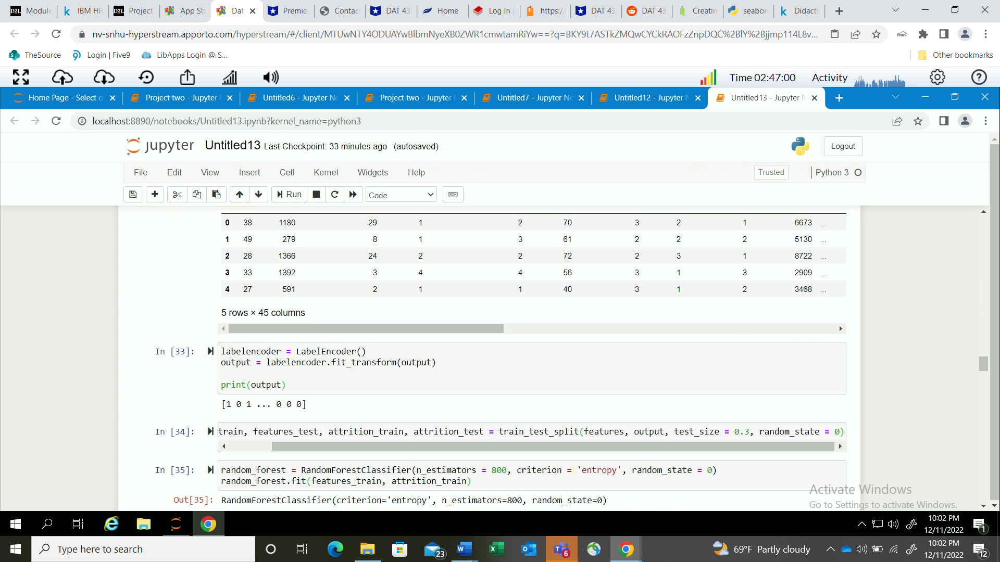 Module
IBM HR
Project
App Sto
Dat
Premie
Contac
DAT 43
Home
Log In
https:/
DAT 43
DAT 43
Creatin
seabor
Didacti
nv-snhu-hyperstream.apporto.com/hyperstream/#/client/MTUwNTY4ODUAYwBlbmNyeXB0ZWR1cmwtamRiYw==?q=BKY9t7ASTkZMQwCYCkRAOFzZnpDQC%2BlY%2Bjjmp114L8v...
TheSource
Login | Five9
LibApps Login @ S...
Other bookmarks
Time 02:47:00
Activity
Home Page - Select o
Project two - Jupyter
Untitled6 - Jupyter No
Project two - Jupyter
Untitled7 - Jupyter No
Untitled12 - Jupyter N
Untitled13 - Jupyter N
localhost:8890/notebooks/Untitled13.ipynb?kernel_name=python3
jupyter Untitled13 Last Checkpoint: 33 minutes ago (autosaved)
Logout
File Edit View Insert Cell Kernel Widgets Help
Trusted
Python 3
Run
Code
0 38 1180 29 1 2 70 3 2 1 6673 ...
1 49 279 8 1 3 61 2 2 2 5130 ...
2 28 1366 24 2 2 72 2 3 1 8722 ...
3 33 1392 3 4 4 56 3 1 3 2909 ...
4 27 591 2 1 1 40 3 1 2 3468 ...
5 rows × 45 columns
In [33]: labelencoder = LabelEncoder()
output = labelencoder.fit_transform(output)
print(output)
[1 0 1 ... 0 0 0]
In [34]: train, features_test, attrition_train, attrition_test = train_test_split(features, output, test_size = 0.3, random_state = 0)
In [35]: random_forest = RandomForestClassifier(n_estimators = 800, criterion = 'entropy', random_state = 0)
random_forest.fit(features_train, attrition_train)
Out[35]: RandomForestClassifier(criterion='entropy', n_estimators=800, random_state=0)
Activate Windows
Go to Settings to activate Windows.
10:02 PM
12/11/2022
1
Type here to search
23
6
69°F Partly cloudy
10:02 PM
12/11/2022
12